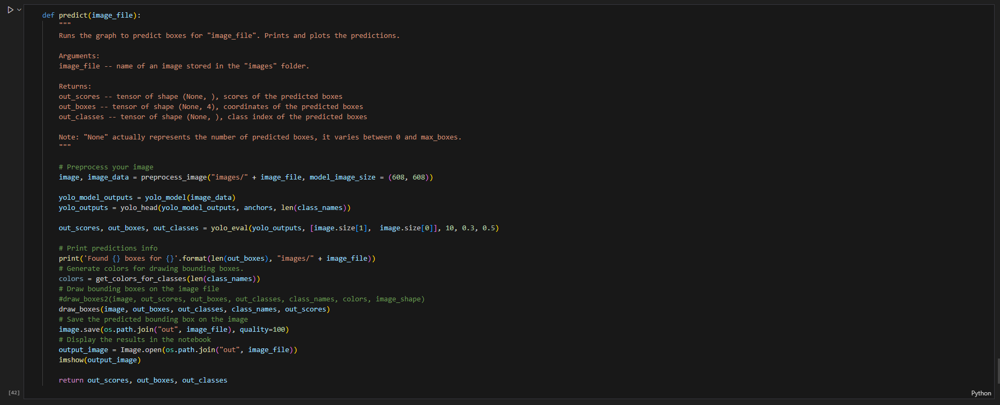 def predict(image_file):
    """
    Runs the graph to predict boxes for "image_file". Prints and plots the predictions.

    Arguments:
    image_file -- name of an image stored in the "images" folder.

    Returns:
    out_scores -- tensor of shape (None, ), scores of the predicted boxes
    out_boxes -- tensor of shape (None, 4), coordinates of the predicted boxes
    out_classes -- tensor of shape (None, ), class index of the predicted boxes

    Note: "None" actually represents the number of predicted boxes, it varies between 0 and max_boxes.
    """

    # Preprocess your image
    image, image_data = preprocess_image("images/" + image_file, model_image_size = (608, 608))

    yolo_model_outputs = yolo_model(image_data)
    yolo_outputs = yolo_head(yolo_model_outputs, anchors, len(class_names))

    out_scores, out_boxes, out_classes = yolo_eval(yolo_outputs, [image.size[1],  image.size[0]], 10, 0.3, 0.5)

    # Print predictions info
    print('Found {} boxes for {}'.format(len(out_boxes), "images/" + image_file))
    # Generate colors for drawing bounding boxes.
    colors = get_colors_for_classes(len(class_names))
    # Draw bounding boxes on the image file
    #draw_boxes2(image, out_scores, out_boxes, out_classes, class_names, colors, image_shape)
    draw_boxes(image, out_boxes, out_classes, class_names, out_scores)
    # Save the predicted bounding box on the image
    image.save(os.path.join("out", image_file), quality=100)
    # Display the results in the notebook
    output_image = Image.open(os.path.join("out", image_file))
    imshow(output_image)

    return out_scores, out_boxes, out_classes
[42]
Python